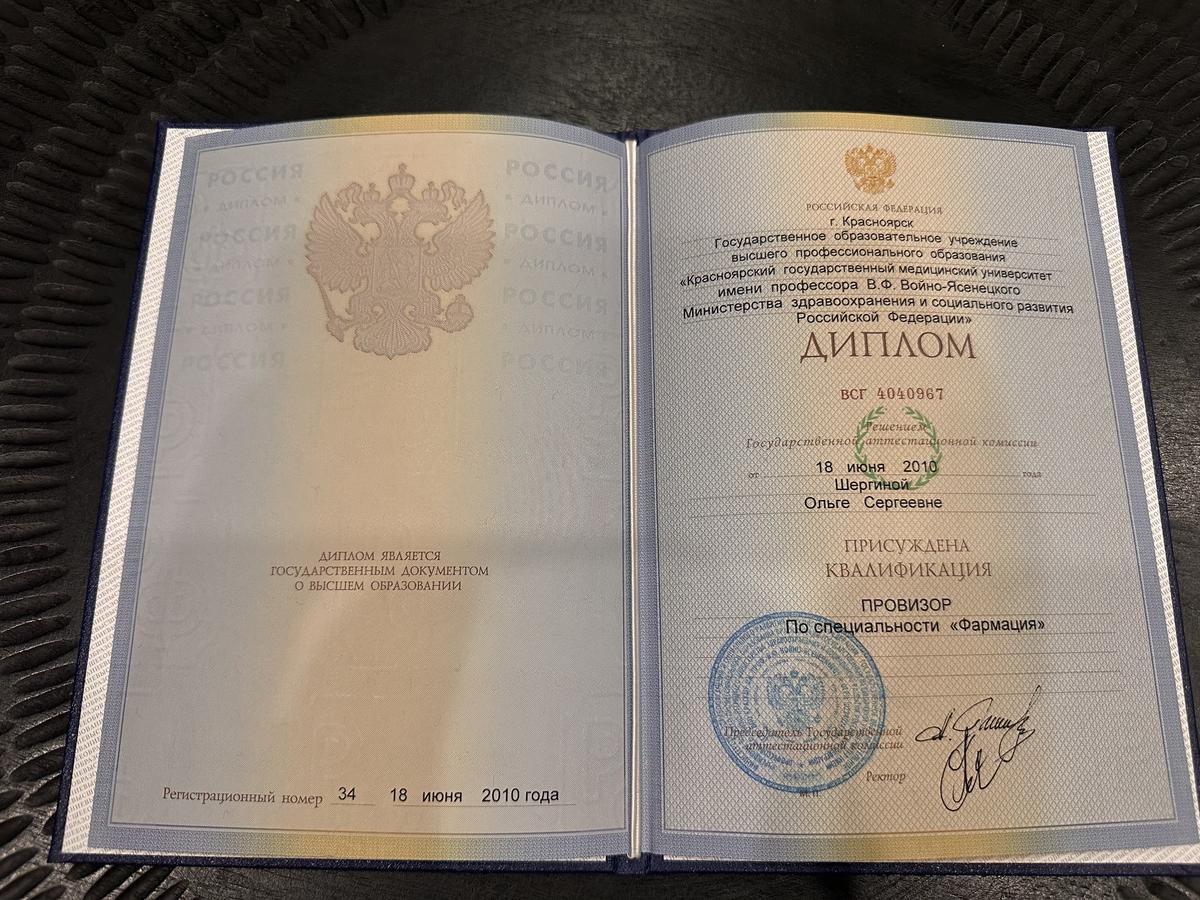 РОССИЯ РОССИЯ
ДИПЛОМ ДИПЛОМ
РОССИЯ РОССИЯ
ДИПЛОМ ДИПЛОМ
РОССИЯ РОССИЯ
ДИПЛОМ ДИПЛОМ
РОССИЯ РОССИЯ
ДИПЛОМ ЯВЛЯЕТСЯ
ГОСУДАРСТВЕННЫМ ДОКУМЕНТОМ
О ВЫСШЕМ ОБРАЗОВАНИИ
Регистрационный номер 34 18 июня 2010 года
РОССИЙСКАЯ ФЕДЕРАЦИЯ
г. Красноярск
Государственное образовательное учреждение
высшего профессионального образования
«Красноярский государственный медицинский университет
имени профессора В.Ф. Войно-Ясенецкого
Министерства здравоохранения и социального развития
Российской Федерации»
ДИПЛОМ
ВСГ 4040967
Решением
Государственной аттестационной комиссии
от 18 июня 2010 года
Шергиной
Ольге Сергеевне
ПРИСУЖДЕНА
КВАЛИФИКАЦИЯ
ПРОВИЗОР
По специальности «Фармация»
Председатель Государственной
аттестационной комиссии
Ректор